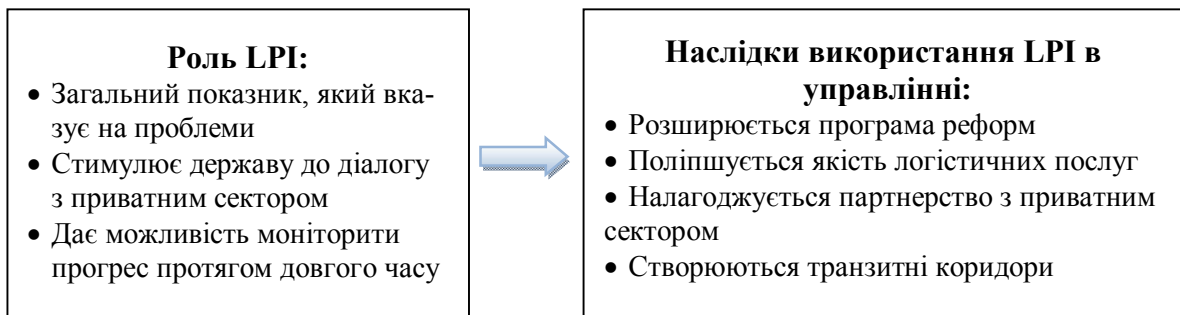 Роль LPI:
• Загальний показник, який вка-
зує на проблеми
• Стимулює державу до діалогу
з приватним сектором
• Дає можливість моніторити
прогрес протягом довгого часу
Наслідки використання LPI в
управлінні:
• Розширюється програма реформ
• Поліпшується якість логістичних послуг
• Налагоджується партнерство з приватним
сектором
• Створюються транзитні коридори